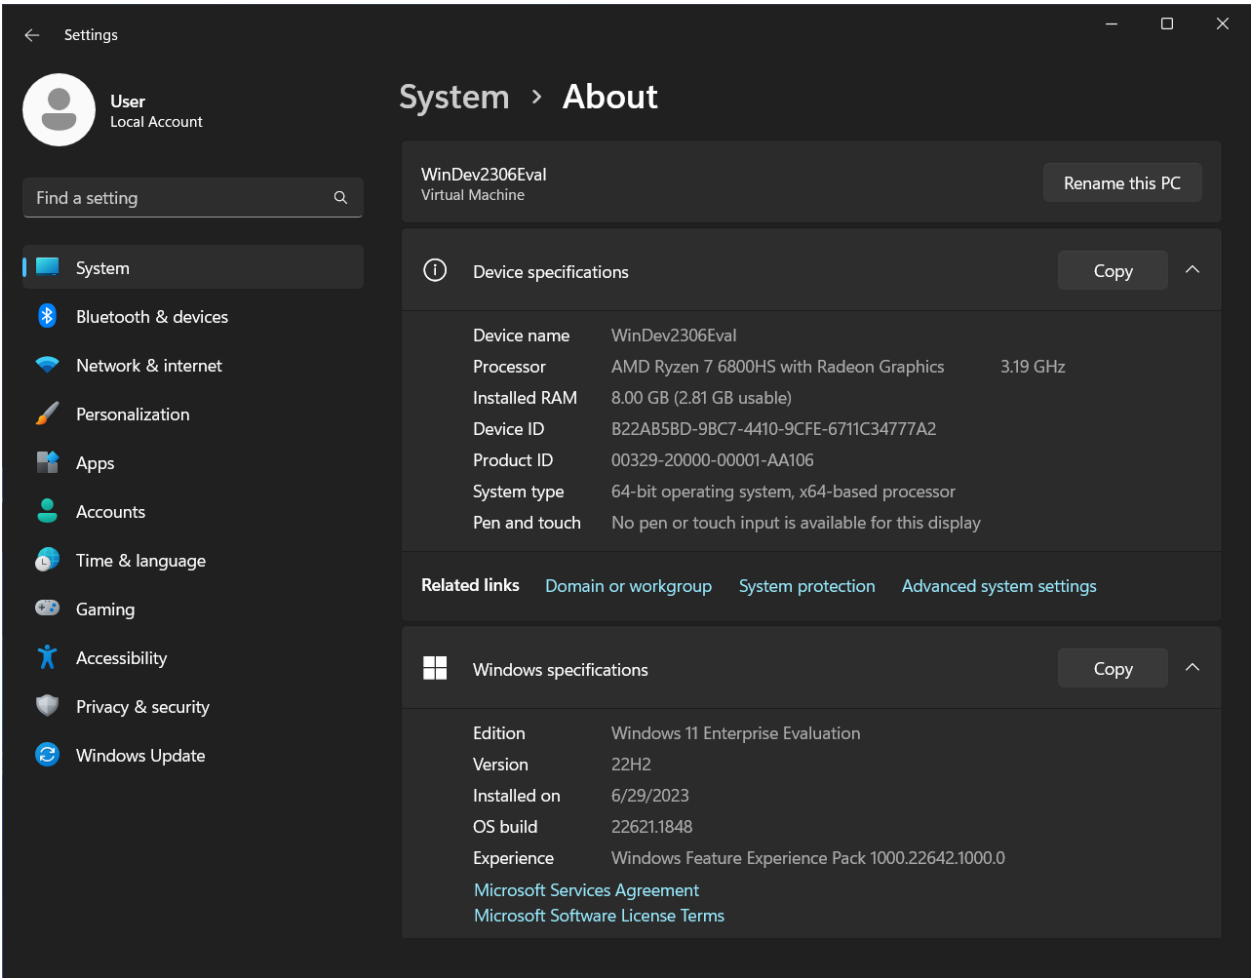 Settings
User
Local Account
Find a setting
System
Bluetooth & devices
Network & internet
Personalization
Apps
Accounts
Time & language
Gaming
Accessibility
Privacy & security
Windows Update
System › About
WinDev2306Eval
Virtual Machine
Rename this PC
Device specifications Copy
Device name WinDev2306Eval
Processor AMD Ryzen 7 6800HS with Radeon Graphics 3.19 GHz
Installed RAM 8.00 GB (2.81 GB usable)
Device ID B22AB5BD-9BC7-4410-9CFE-6711C34777A2
Product ID 00329-20000-00001-AA106
System type 64-bit operating system, x64-based processor
Pen and touch No pen or touch input is available for this display
Related links Domain or workgroup System protection Advanced system settings
Windows specifications Copy
Edition Windows 11 Enterprise Evaluation
Version 22H2
Installed on 6/29/2023
OS build 22621.1848
Experience Windows Feature Experience Pack 1000.22642.1000.0
Microsoft Services Agreement
Microsoft Software License Terms